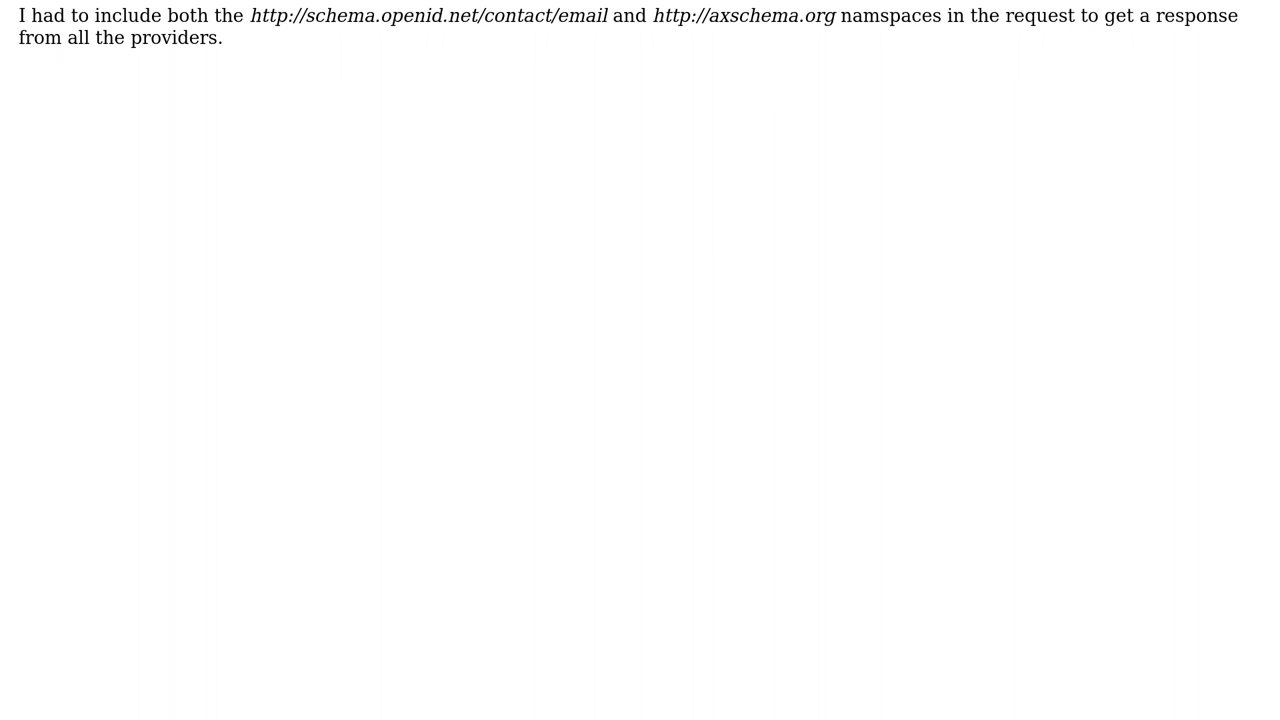 I had to include both the http://schema.openid.net/contact/email and http://axschema.org namspaces in the request to get a response
from all the providers.